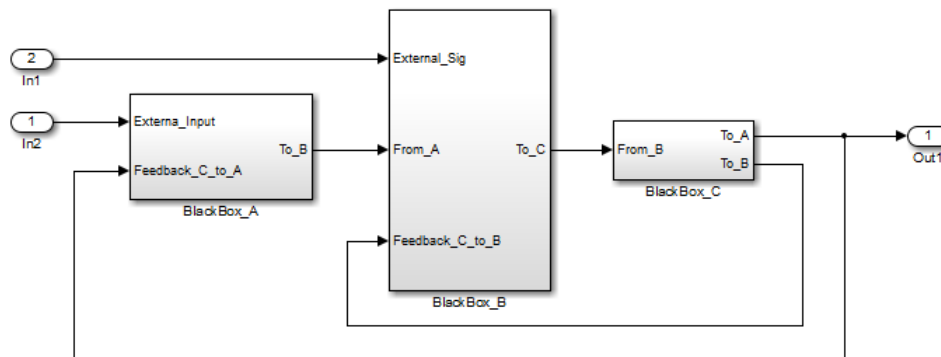 2
In1
External_Sig
1
In2
Externa_Input
Feedback_C_to_A
To_B
BlackBox_A
From_A
To_C
Feedback_C_to_B
BlackBox_B
From_B
To_A
To_B
BlackBox_C
1
Out1